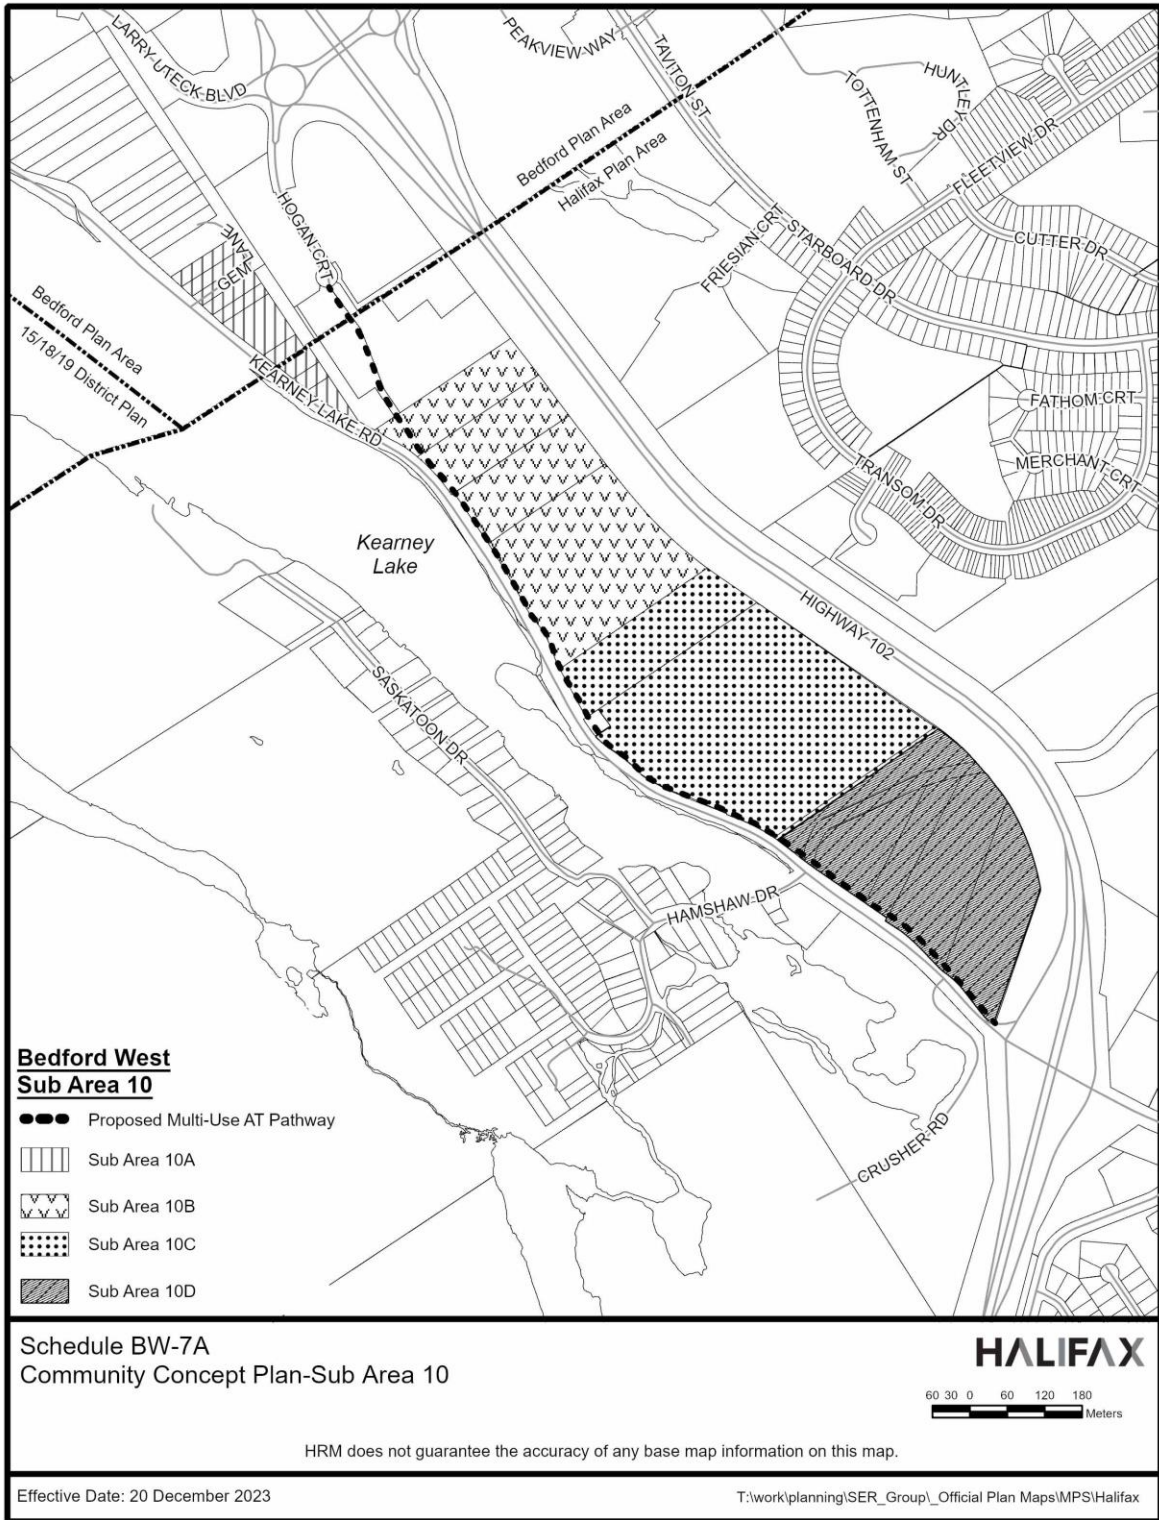 LARRY UTECK BLVD
PEAKVIEW WAY
TAVITON ST
HUNTLEY DR
TOTTENHAM ST
FLEETVIEW DR
Bedford Plan Area
Halifax Plan Area
HOGAN CRT
GEM LANE
FRIESIAN CRT
STARBOARD DR
CUTTER DR
Bedford Plan Area
15/18/19 District Plan
KEARNEY LAKE RD
FATHOM CRT
MERCHANT CRT
TRANSOM DR
Kearney
Lake
HIGHWAY 102
SASKATOON DR
HAMSHAW DR
CRUSHER RD
Bedford West
Sub Area 10
Proposed Multi-Use AT Pathway
Sub Area 10A
Sub Area 10B
Sub Area 10C
Sub Area 10D
Schedule BW-7A
Community Concept Plan-Sub Area 10
HALIFAX
60 30 0 60 120 180
Meters
HRM does not guarantee the accuracy of any base map information on this map.
Effective Date: 20 December 2023
T:\work\planning\SER_Group\_Official Plan Maps\MPS\Halifax